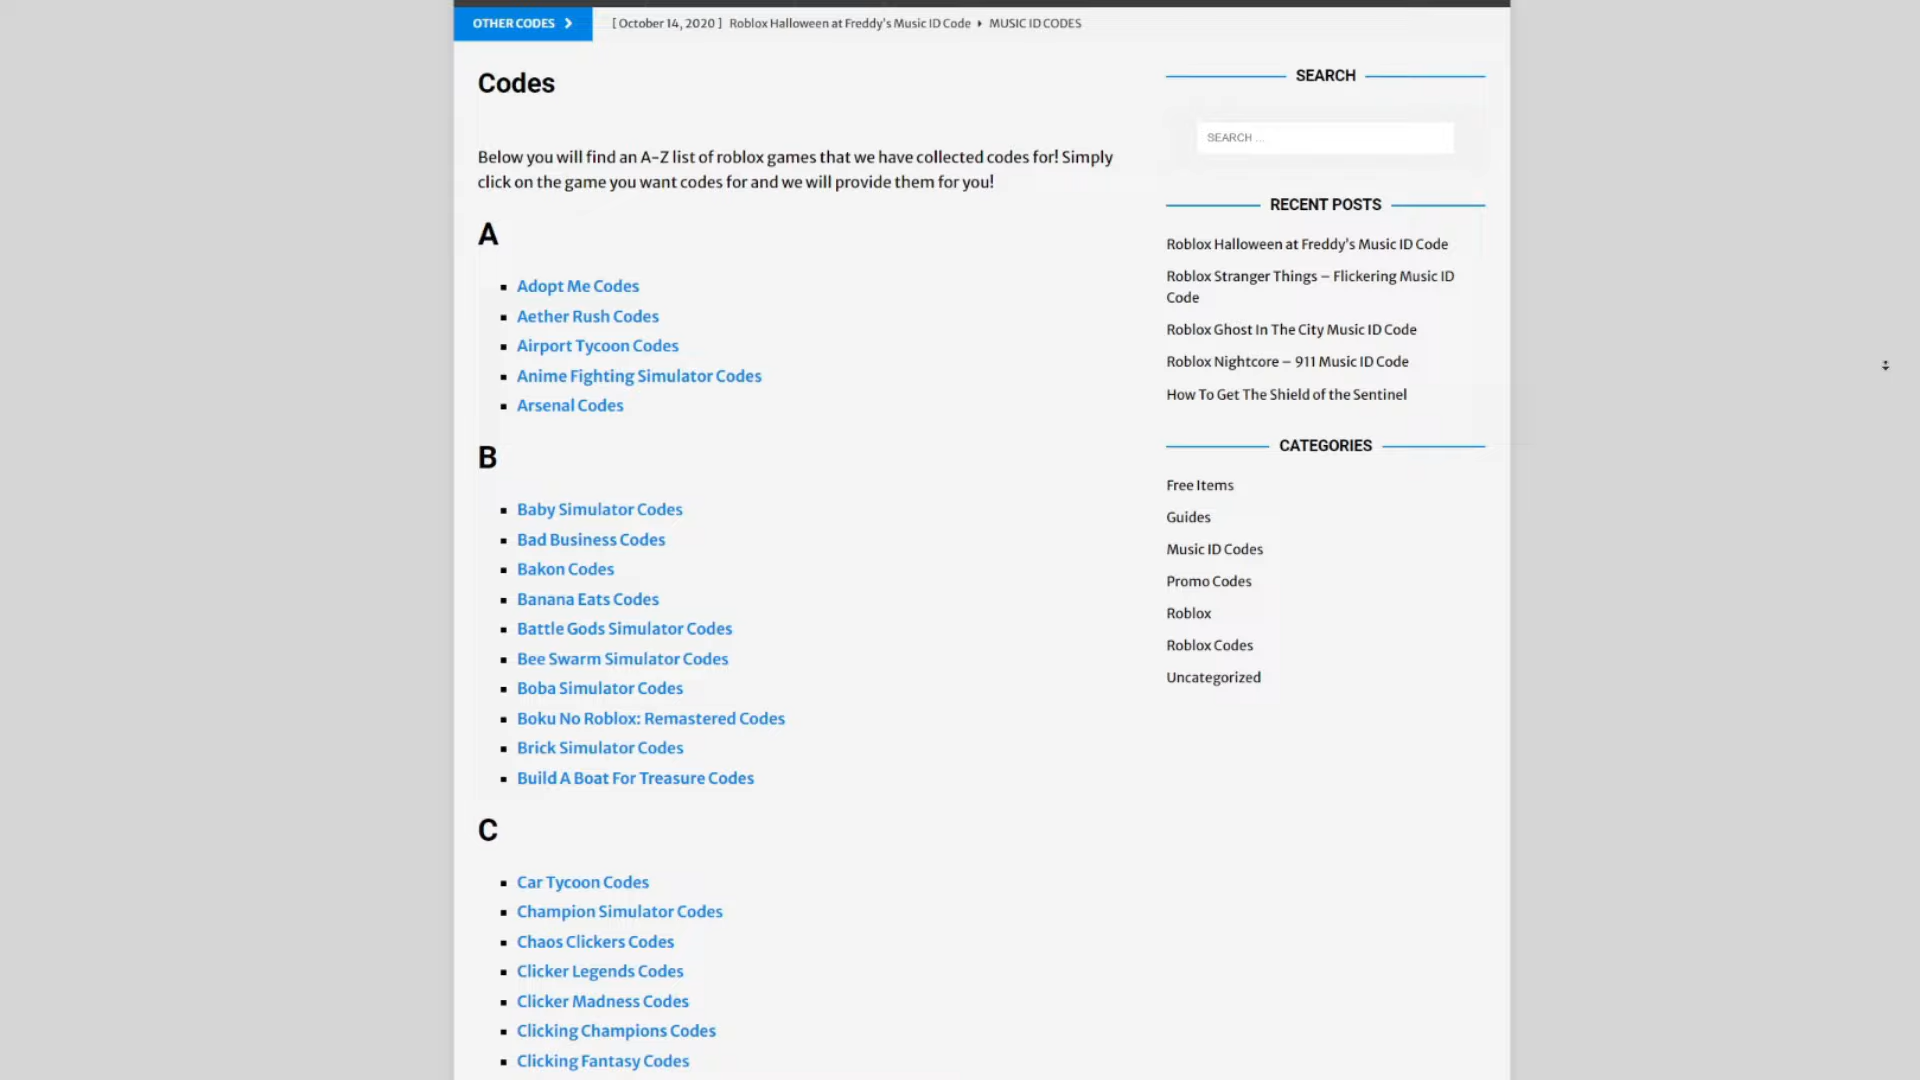 OTHER CODES
[ October 14, 2020 ] Roblox Halloween at Freddy's Music ID Code MUSIC ID CODES
Codes
Below you will find an A-Z list of roblox games that we have collected codes for! Simply
click on the game you want codes for and we will provide them for you!
A
Adopt Me Codes
Aether Rush Codes
Airport Tycoon Codes
Anime Fighting Simulator Codes
Arsenal Codes
B
Baby Simulator Codes
Bad Business Codes
Bakon Codes
Banana Eats Codes
Battle Gods Simulator Codes
Bee Swarm Simulator Codes
Boba Simulator Codes
Boku No Roblox: Remastered Codes
Brick Simulator Codes
Build A Boat For Treasure Codes
C
Car Tycoon Codes
Champion Simulator Codes
Chaos Clickers Codes
Clicker Legends Codes
Clicker Madness Codes
Clicking Champions Codes
Clicking Fantasy Codes
SEARCH
SEARCH ...
RECENT POSTS
Roblox Halloween at Freddy's Music ID Code
Roblox Stranger Things – Flickering Music ID
Code
Roblox Ghost In The City Music ID Code
Roblox Nightcore – 911 Music ID Code
How To Get The Shield of the Sentinel
CATEGORIES
Free Items
Guides
Music ID Codes
Promo Codes
Roblox
Roblox Codes
Uncategorized